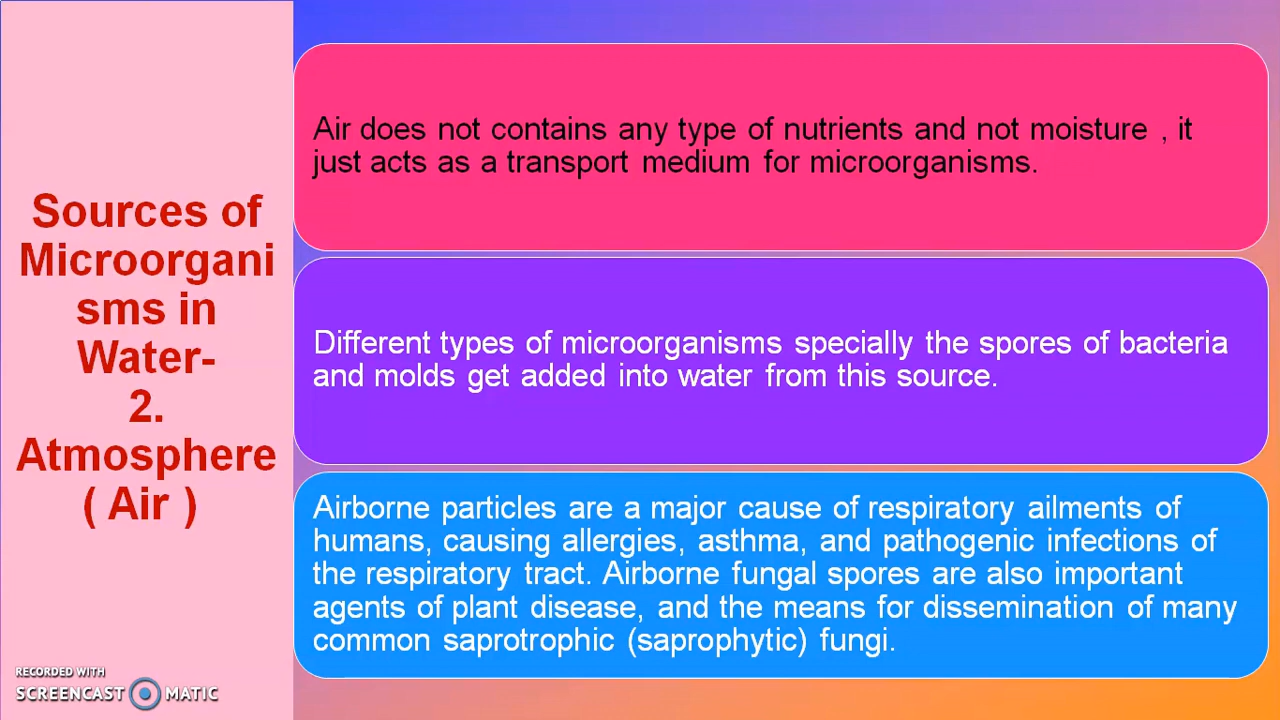 Sources of
Microorgani
sms in
Water-
2.
Atmosphere
( Air )
Air does not contains any type of nutrients and not moisture , it
just acts as a transport medium for microorganisms.
Different types of microorganisms specially the spores of bacteria
and molds get added into water from this source.
Airborne particles are a major cause of respiratory ailments of
humans, causing allergies, asthma, and pathogenic infections of
the respiratory tract. Airborne fungal spores are also important
agents of plant disease, and the means for dissemination of many
common saprotrophic (saprophytic) fungi.
RECORDED WITH
SCREENCAST MATIC